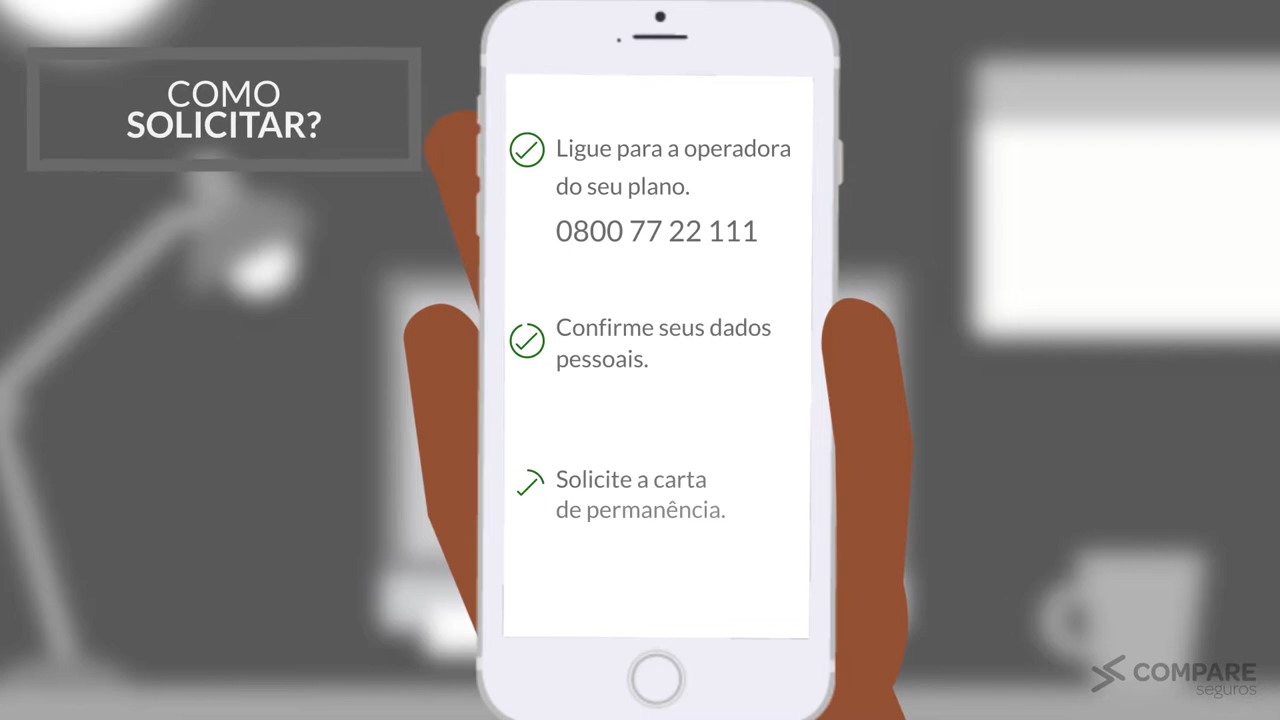 COMO
SOLICITAR?
Ligue para a operadora
do seu plano.
0800 77 22 111
Confirme seus dados
pessoais.
Solicite a carta
de permanência.
COMPARE
seguros